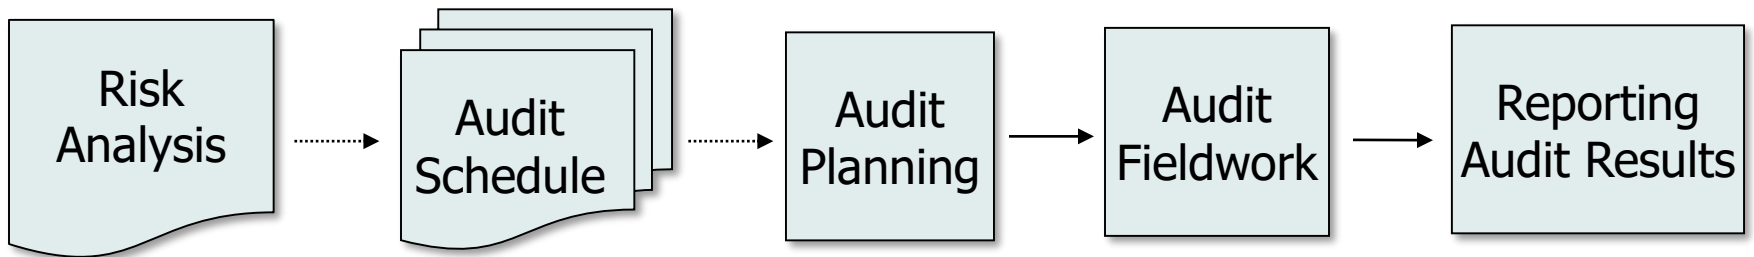 Risk
Analysis
Audit
Schedule
Audit
Planning
Audit
Fieldwork
Reporting
Audit Results